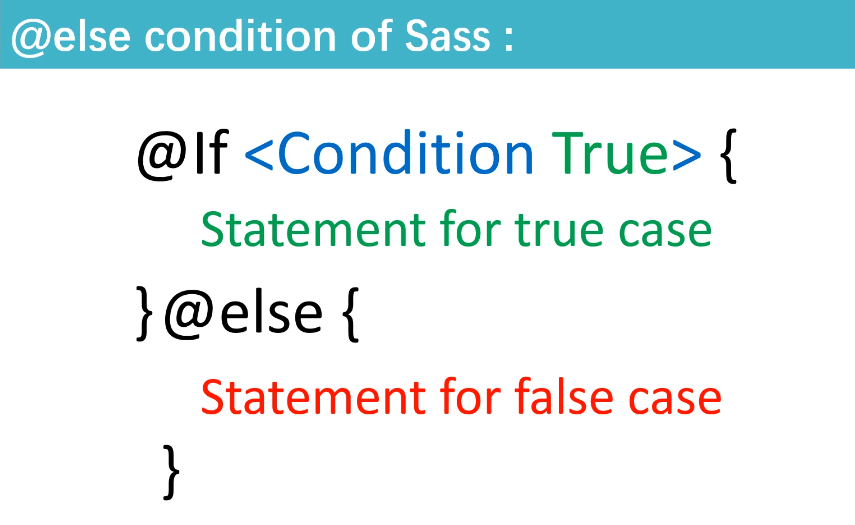 @else condition of Sass :
@If <Condition True> {
Statement for true case
} @else {
Statement for false case
}